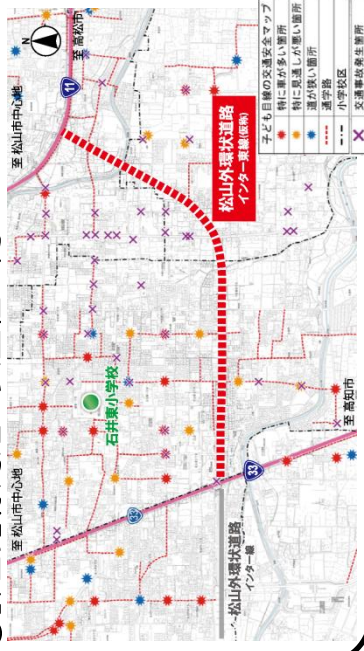 N
至 高松市
至 松山市中心地
11
松山外環状道路
インター東線(仮称)
子ども目線の交通安全マップ
特に車が多い箇所
特に見通しが悪い箇所
道が狭い箇所
通学路
小学校区
交通事故発生箇所
石井東小学校
至 松山市中心地
33
33
至 高知市
松山外環状道路
インター線